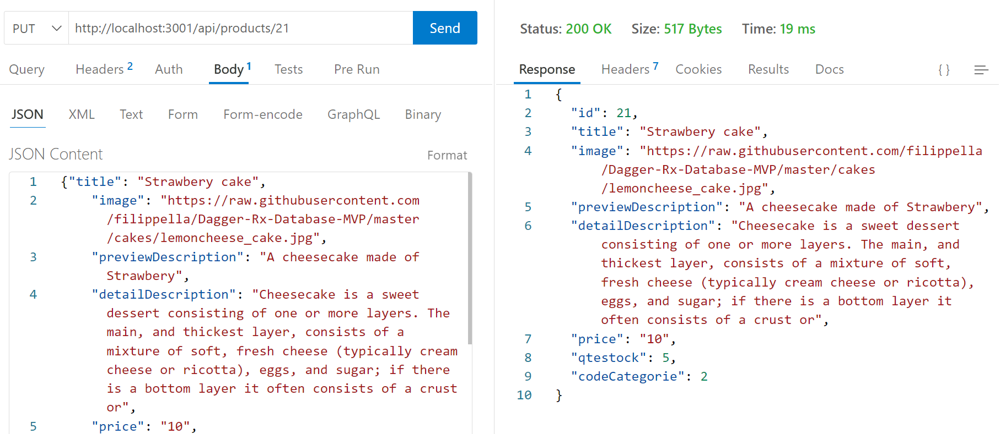 PUT
http://localhost:3001/api/products/21
Send
Query
Headers 2
Auth
Body 1
Tests
Pre Run
JSON
XML
Text
Form
Form-encode
GraphQL
Binary
JSON Content
Format
1 {"title": "Strawbery cake",
2 "image": "https://raw.githubusercontent.com
/filippella/Dagger-Rx-Database-MVP/master
/cakes/lemoncheese_cake.jpg",
3 "previewDescription": "A cheesecake made of
Strawbery",
4 "detailDescription": "Cheesecake is a sweet
dessert consisting of one or more layers. The
main, and thickest layer, consists of a
mixture of soft, fresh cheese (typically cream
cheese or ricotta), eggs, and sugar; if there
is a bottom layer it often consists of a crust
or",
5 "price": "10",
Status: 200 OK
Size: 517 Bytes
Time: 19 ms
Response
Headers 7
Cookies
Results
Docs
{ }
1 {
2 "id": 21,
3 "title": "Strawbery cake",
4 "image": "https://raw.githubusercontent.com/filippella
/Dagger-Rx-Database-MVP/master/cakes
/lemoncheese_cake.jpg",
5 "previewDescription": "A cheesecake made of Strawbery",
6 "detailDescription": "Cheesecake is a sweet dessert
consisting of one or more layers. The main, and
thickest layer, consists of a mixture of soft,
fresh cheese (typically cream cheese or ricotta),
eggs, and sugar; if there is a bottom layer it
often consists of a crust or",
7 "price": "10",
8 "qtestock": 5,
9 "codeCategorie": 2
10 }